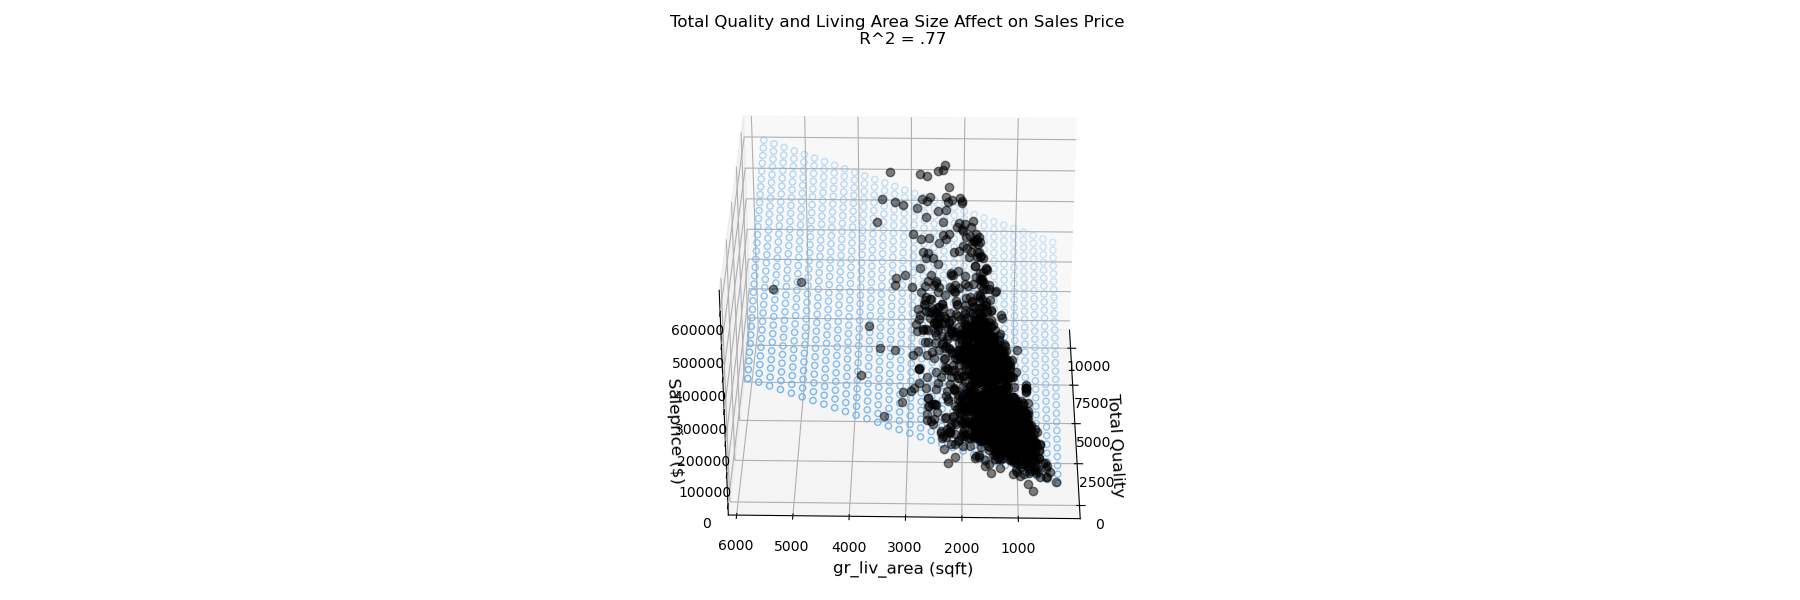 Total Quality and Living Area Size Affect on Sales Price
R^2 = .77
600000
500000
400000
300000
200000
100000
0
Saleprice ($)
10000
7500
5000
2500
0
Total Quality
6000 5000 4000 3000 2000 1000
gr_liv_area (sqft)